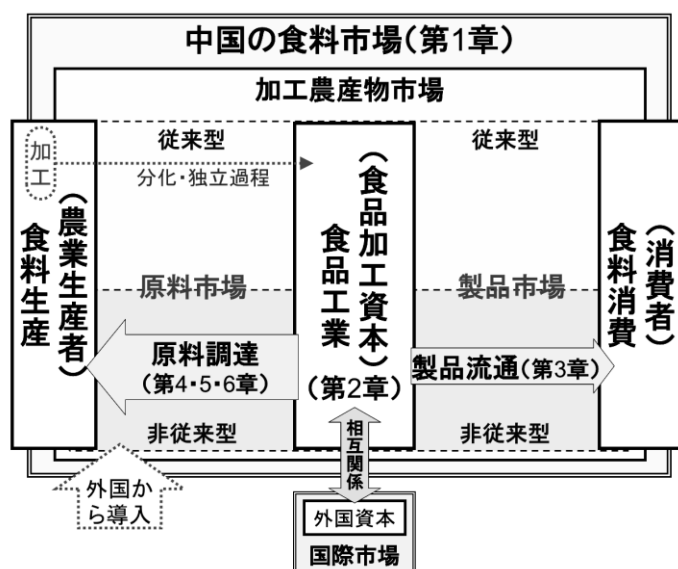 中国の食料市場(第1章)
加工農産物市場
従来型
従来型
加工
分化・独立過程
食料生産
(農業生産者)
食品工業
(食品加工資本)
(第2章)
食料消費
(消費者)
原料市場
製品市場
原料調達
(第4・5・6章)
製品流通(第3章)
非従来型
非従来型
相互関係
外国か
ら導入
外国資本
国際市場